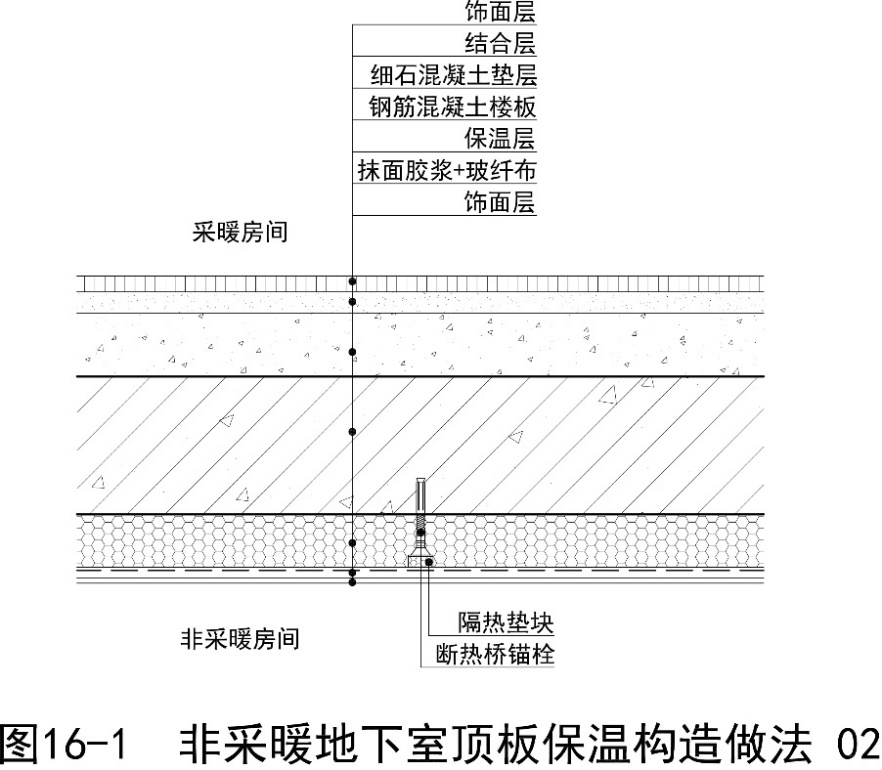 饰面层
结合层
细石混凝土垫层
钢筋混凝土楼板
保温层
抹面胶浆+玻纤布
饰面层
采暖房间
非采暖房间
隔热垫块
断热桥锚栓
图16-1 非采暖地下室顶板保温构造做法 02